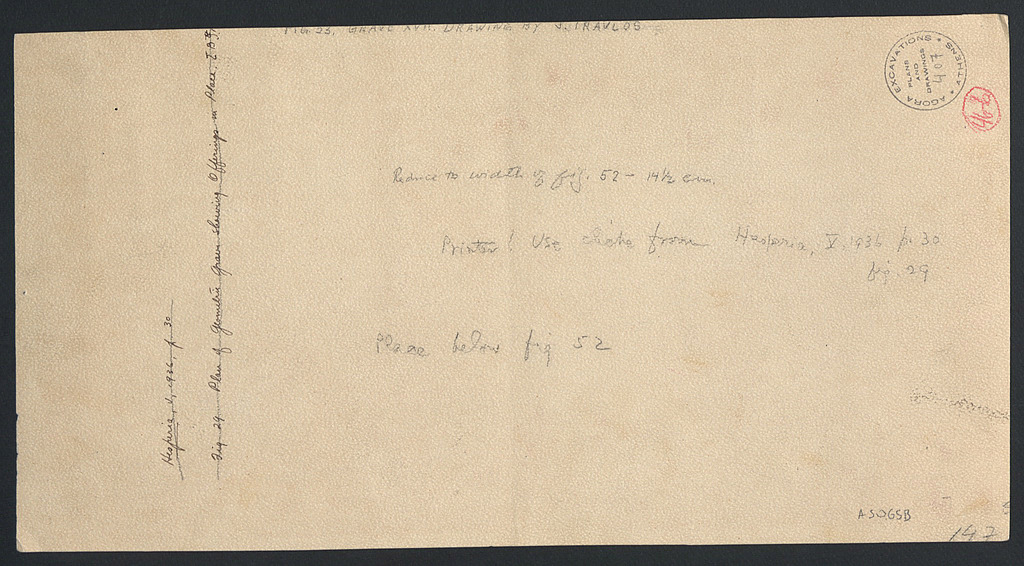 FIG. 23, GRAVE XVII. DRAWING BY J. TRAVLOS
AGORA EXCAVATIONS • ATHENS •
PLANS
AND
DRAWINGS
407
Reduce to width of fig. 52 - 14½ cm.
Printer! Use cliche from Hesperia, V, 1936 p. 30
fig. 29
Place below fig 52
Hesperia, V, 1936, p. 30
Fig 29 Plan of Geometric Grave showing Offerings in Place.
147